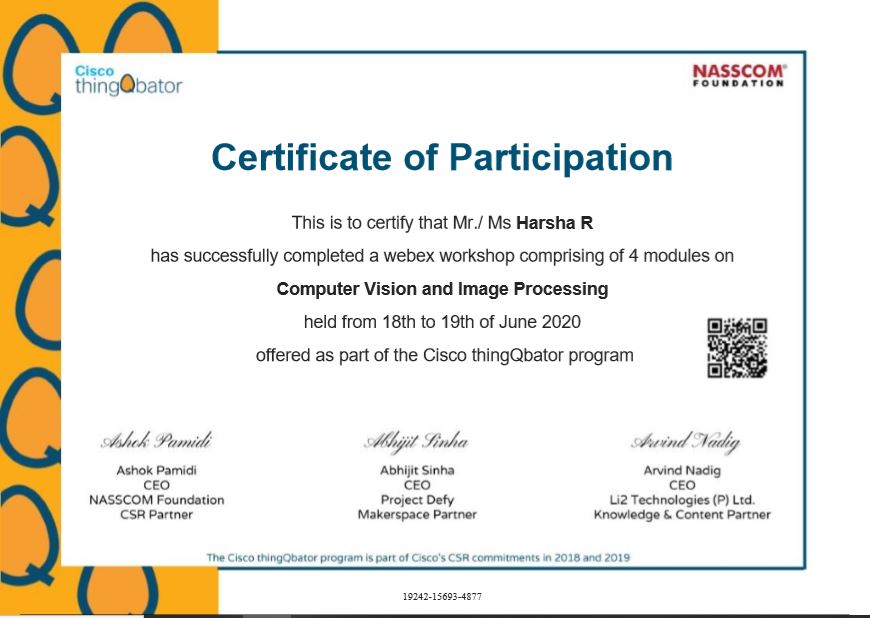 Cisco
thingQbator
NASSCOM®
FOUNDATION
Certificate of Participation
This is to certify that Mr./ Ms Harsha R
has successfully completed a webex workshop comprising of 4 modules on
Computer Vision and Image Processing
held from 18th to 19th of June 2020
offered as part of the Cisco thingQbator program
Ashok Pamidi
Ashok Pamidi
CEO
NASSCOM Foundation
CSR Partner
Abhijit Sinha
Abhijit Sinha
CEO
Project Defy
Makerspace Partner
Arvind Nadig
Arvind Nadig
CEO
Li2 Technologies (P) Ltd.
Knowledge & Content Partner
The Cisco thingQbator program is part of Cisco's CSR commitments in 2018 and 2019
19242-15693-4877